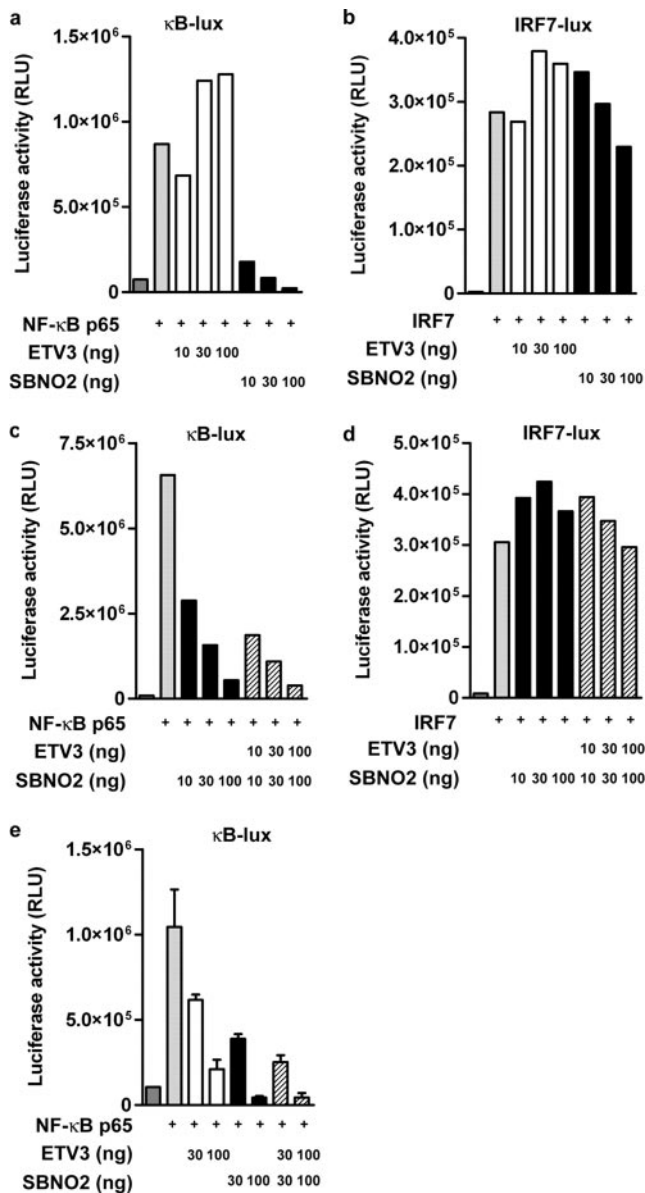 a
κB-lux
Luciferase activity (RLU)
1.5×10⁶
1.0×10⁶
5.0×10⁵
0
NF-κB p65 + + + + + + +
ETV3 (ng) 10 30 100
SBNO2 (ng) 10 30 100
b
IRF7-lux
Luciferase activity (RLU)
4.0×10⁵
3.0×10⁵
2.0×10⁵
1.0×10⁵
0
IRF7 + + + + + + +
ETV3 (ng) 10 30 100
SBNO2 (ng) 10 30 100
c
κB-lux
Luciferase activity (RLU)
7.5×10⁶
5.0×10⁶
2.5×10⁶
0
NF-κB p65 + + + + + + +
ETV3 (ng) 10 30 100
SBNO2 (ng) 10 30 100 10 30 100
d
IRF7-lux
Luciferase activity (RLU)
5.0×10⁵
4.0×10⁵
3.0×10⁵
2.0×10⁵
1.0×10⁵
0
IRF7 + + + + + + +
ETV3 (ng) 10 30 100
SBNO2 (ng) 10 30 100 10 30 100
e
κB-lux
Luciferase activity (RLU)
1.5×10⁶
1.0×10⁶
5.0×10⁵
0
NF-κB p65 + + + + + + +
ETV3 (ng) 30 100 30 100
SBNO2 (ng) 30 100 30 100